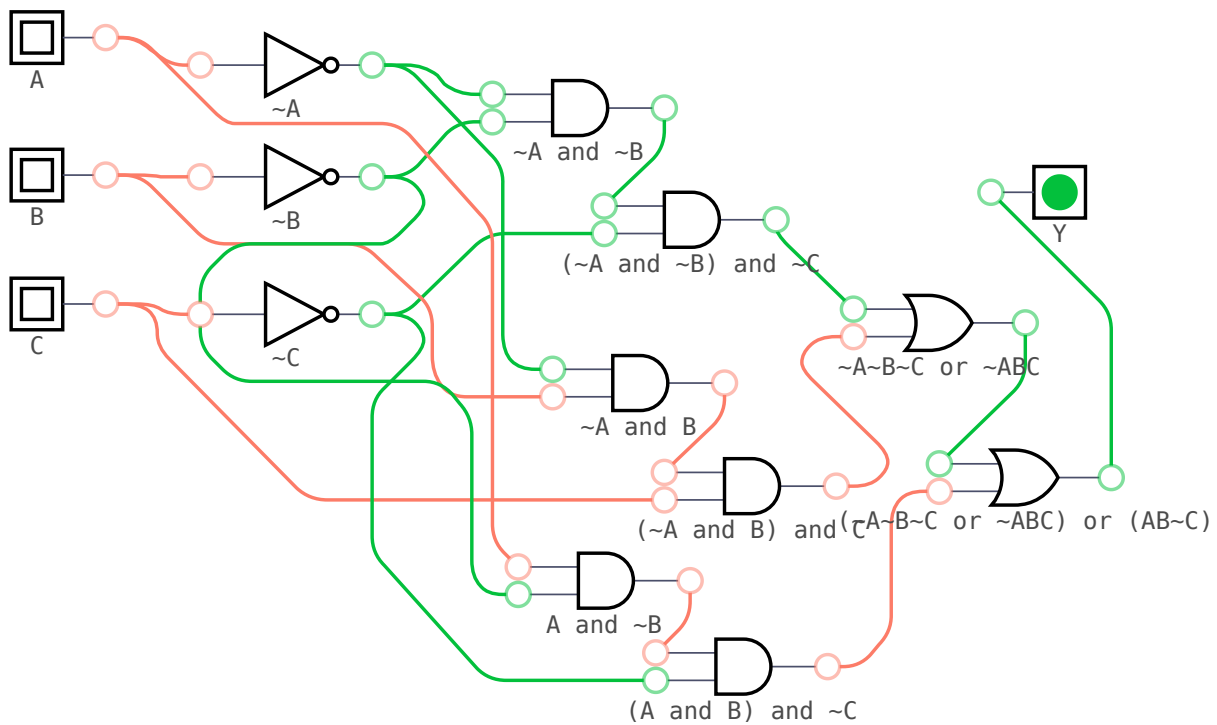 A
~A
~A and ~B
B
~B
Y
(~A and ~B) and ~C
C
~C
~A~B~C or ~ABC
~A and B
(~A and B) and C
(~A~B~C or ~ABC) or (AB~C)
A and ~B
(A and B) and ~C